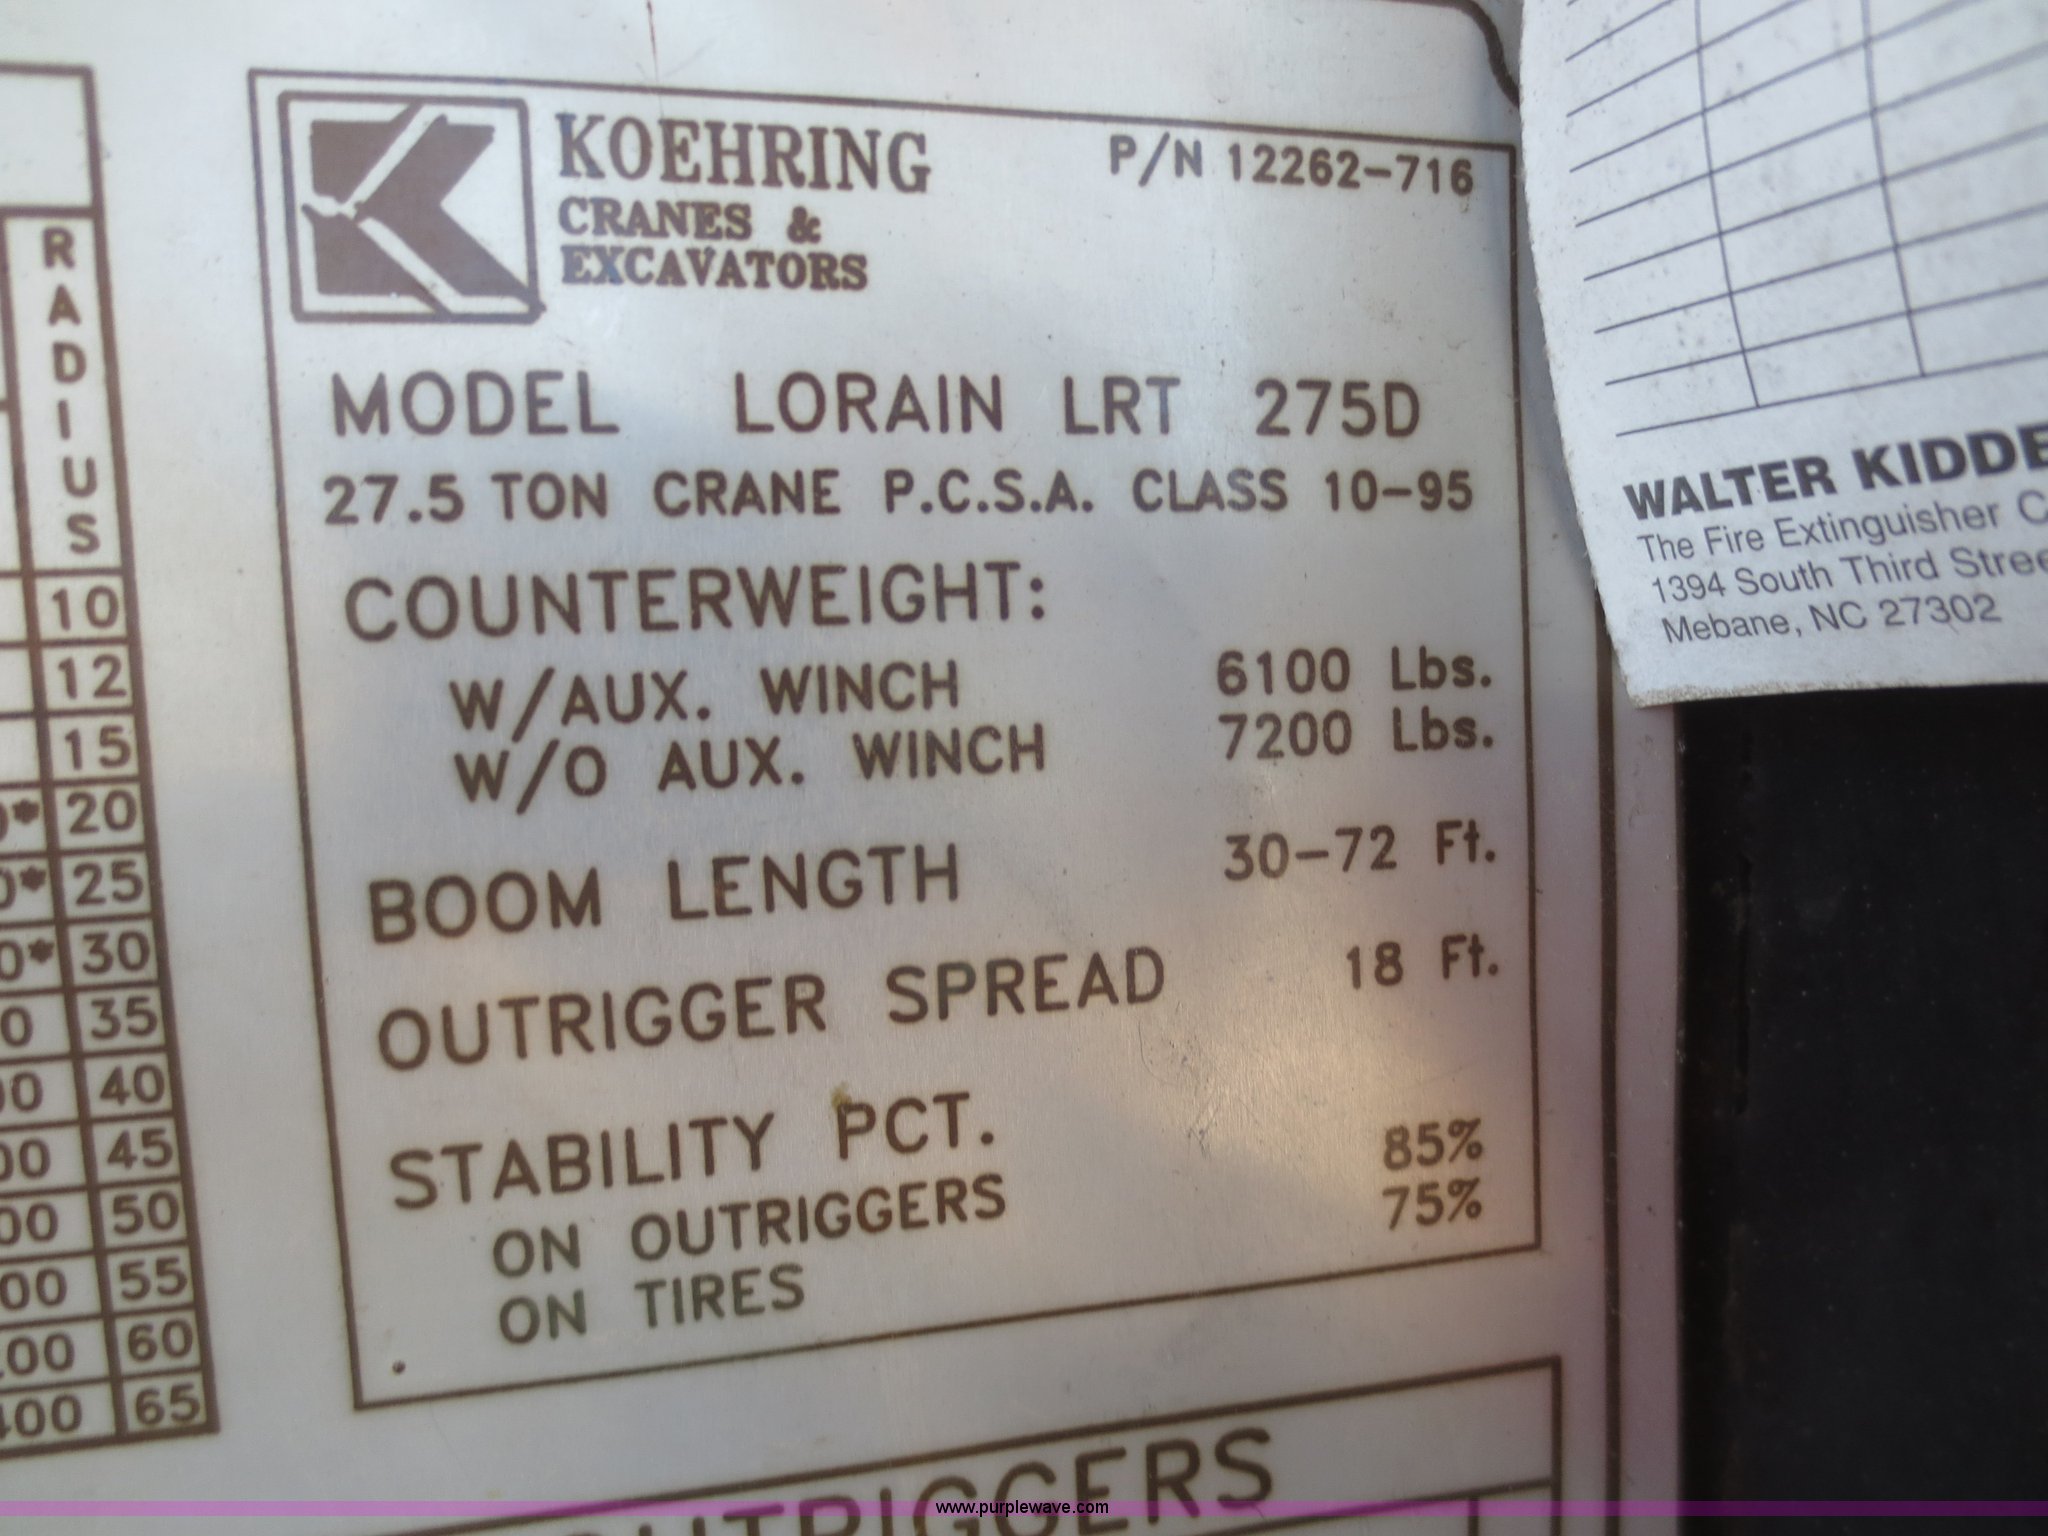 RADIUS
10
12
15
20
25
30
35
40
45
50
55
60
65
KOEHRING
CRANES &
EXCAVATORS
P/N 12262-716
MODEL LORAIN LRT 275D
27.5 TON CRANE P.C.S.A. CLASS 10-95
COUNTERWEIGHT:
W/AUX. WINCH 6100 Lbs.
W/O AUX. WINCH 7200 Lbs.
BOOM LENGTH 30-72 Ft.
OUTRIGGER SPREAD 18 Ft.
STABILITY PCT.
ON OUTRIGGERS 85%
ON TIRES 75%
OUTRIGGERS
WALTER KIDDE
The Fire Extinguisher
1394 South Third Stree
Mebane, NC 27302
www.purplewave.com